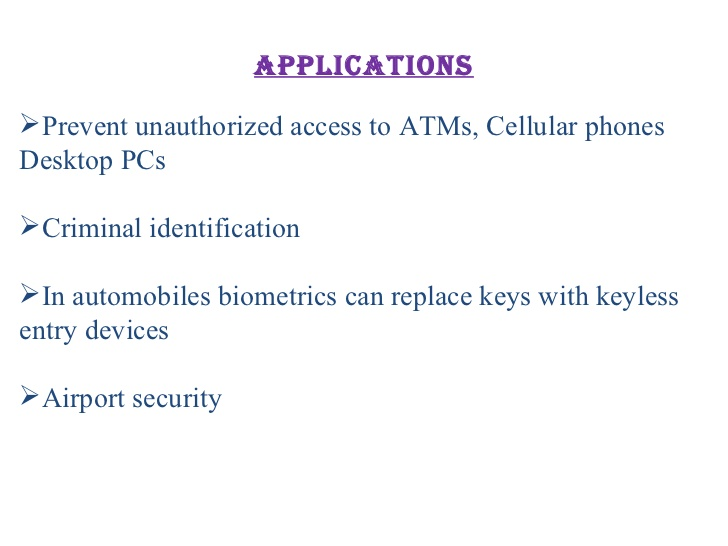 APPLICATIONS
➢Prevent unauthorized access to ATMs, Cellular phones
Desktop PCs
➢Criminal identification
➢In automobiles biometrics can replace keys with keyless
entry devices
➢Airport security